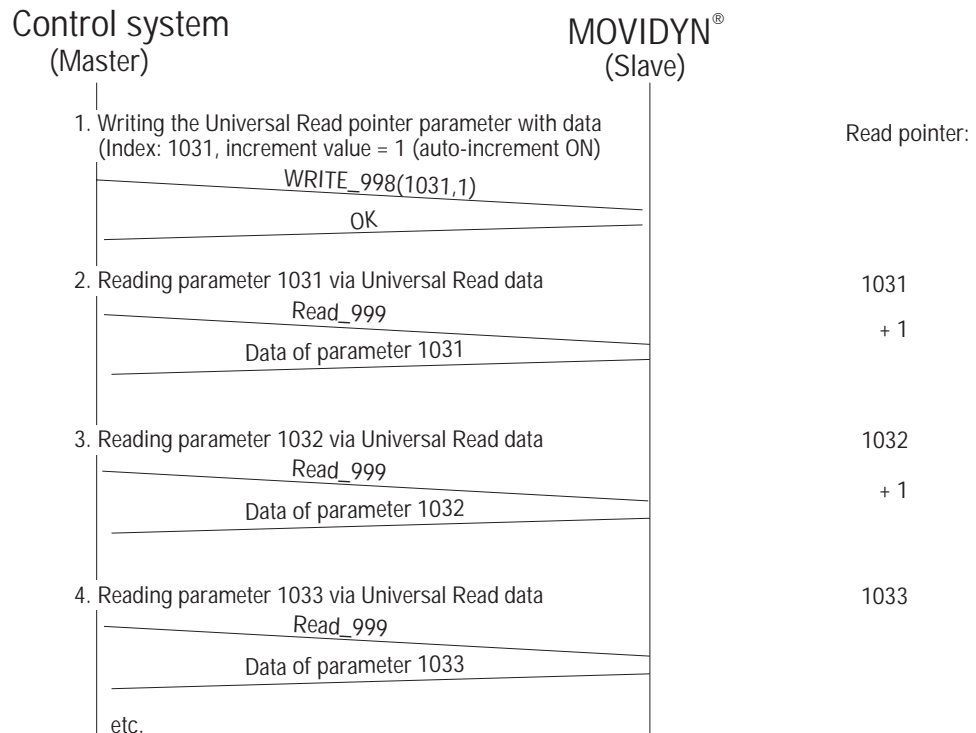 Control system
(Master)
MOVIDYN®
(Slave)
1. Writing the Universal Read pointer parameter with data
(Index: 1031, increment value = 1 (auto-increment ON)
Read pointer:
WRITE_998(1031,1)
OK
2. Reading parameter 1031 via Universal Read data
1031
Read_999
+ 1
Data of parameter 1031
3. Reading parameter 1032 via Universal Read data
1032
Read_999
+ 1
Data of parameter 1032
4. Reading parameter 1033 via Universal Read data
1033
Read_999
Data of parameter 1033
etc.